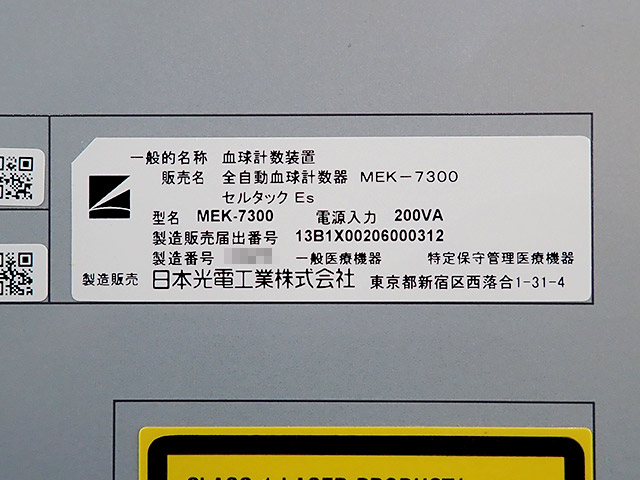 一般的名称 血球計数装置
販売名 全自動血球計数器 MEK-7300
セルタック Es
型名 MEK-7300 電源入力 200VA
製造販売届出番号 13B1X00206000312
製造番号 一般医療機器 特定保守管理医療機器
製造販売 日本光電工業株式会社 東京都新宿区西落合1-31-4
CLASS 1 LASER PRODUCT